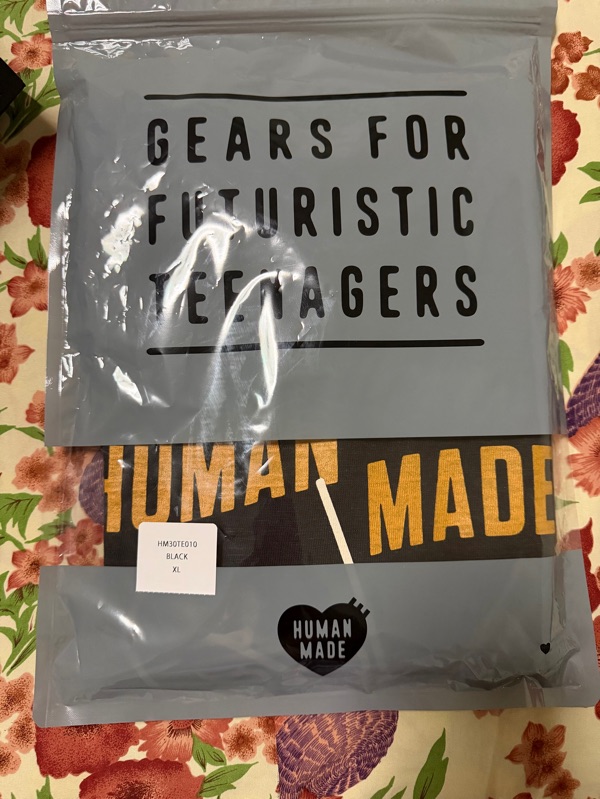 GEARS FOR
FUTURISTIC
TEENAGERS
HUMAN MADE
HM30TE010
BLACK
XL
HUMAN
MADE